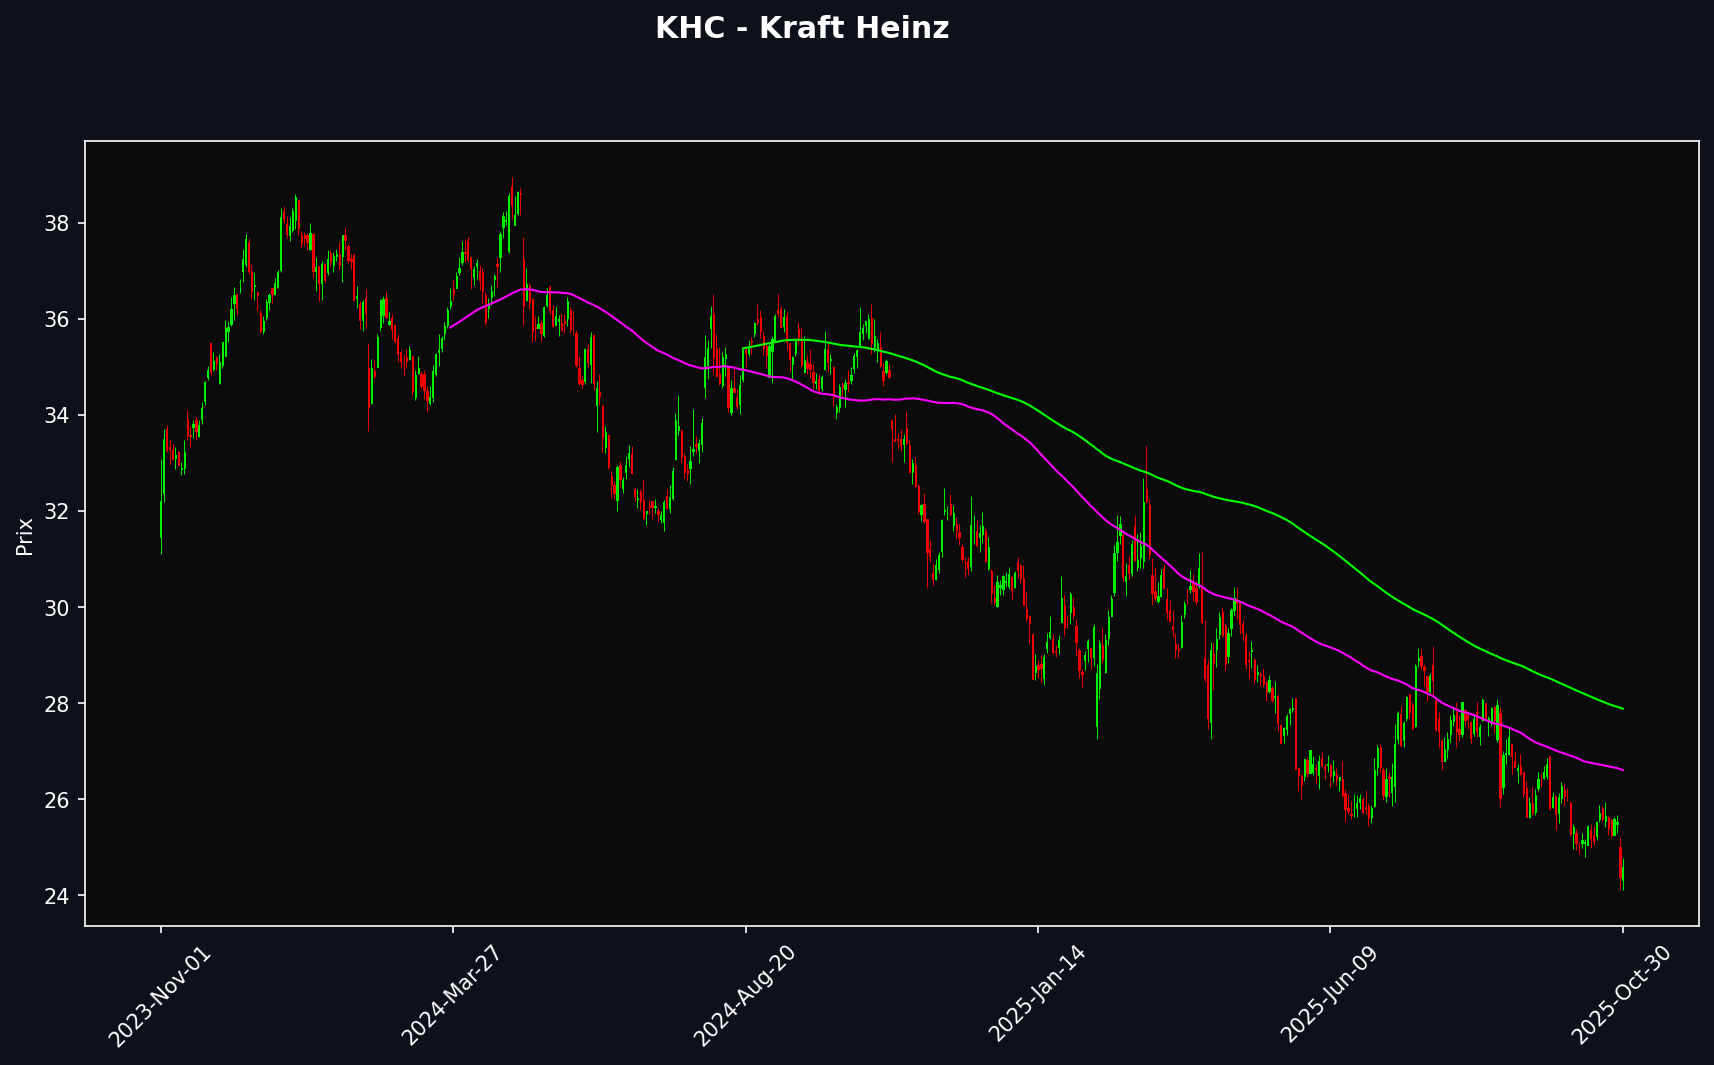 KHC - Kraft Heinz
Prix
38
36
34
32
30
28
26
24
2023-Nov-01
2024-Mar-27
2024-Aug-20
2025-Jan-14
2025-Jun-09
2025-Oct-30